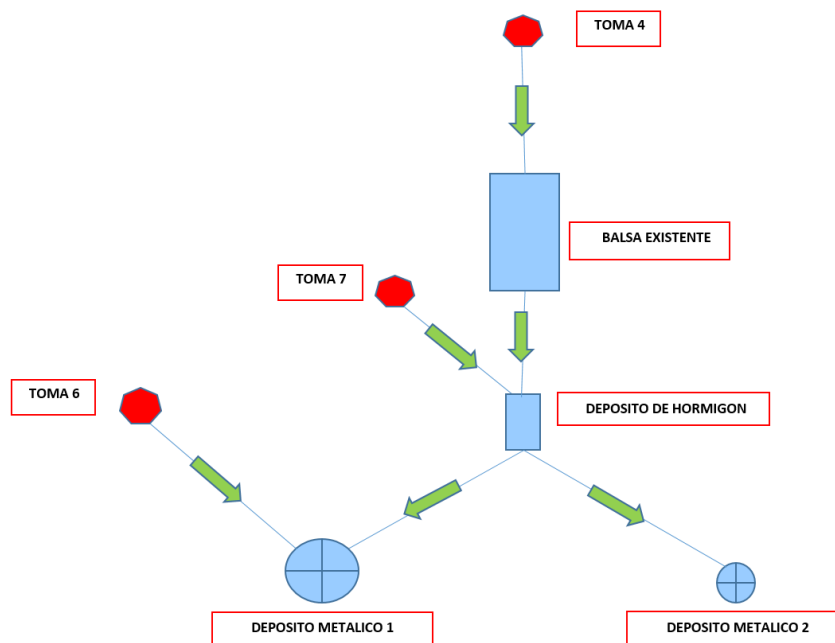 TOMA 4
BALSA EXISTENTE
TOMA 7
TOMA 6
DEPOSITO DE HORMIGON
DEPOSITO METALICO 1
DEPOSITO METALICO 2